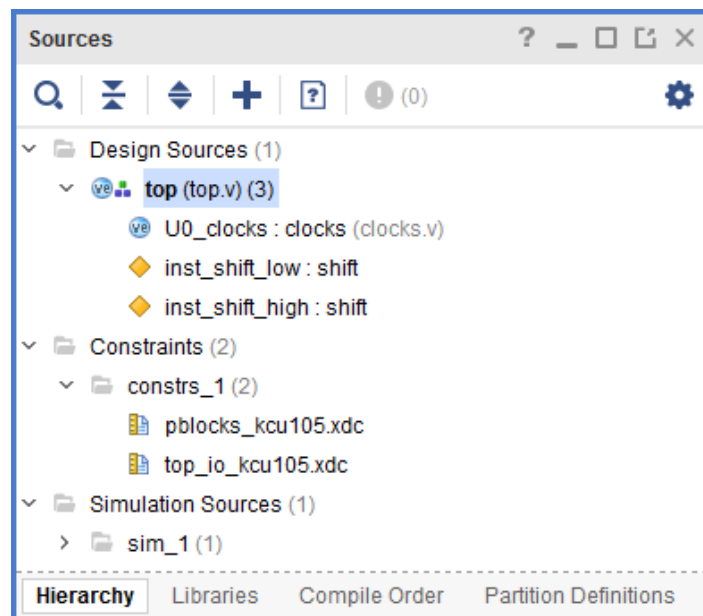 Sources
(0)
Design Sources (1)
top (top.v) (3)
U0_clocks : clocks (clocks.v)
inst_shift_low : shift
inst_shift_high : shift
Constraints (2)
constrs_1 (2)
pblocks_kcu105.xdc
top_io_kcu105.xdc
Simulation Sources (1)
sim_1 (1)
Hierarchy Libraries Compile Order Partition Definitions